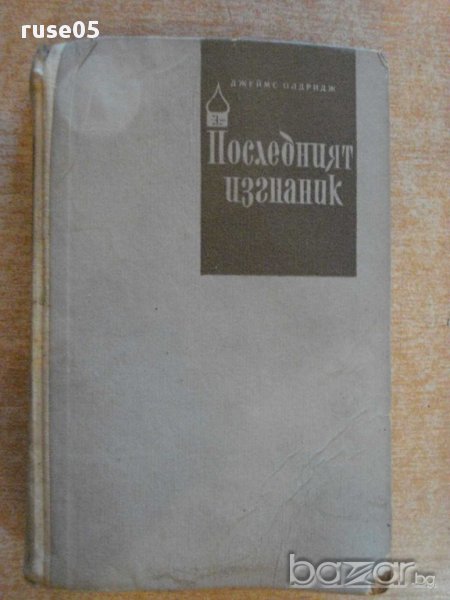 ruse05
ДЖЕЙМС ОЛДРИДЖ
Последният
изгнаник
bazar.bg